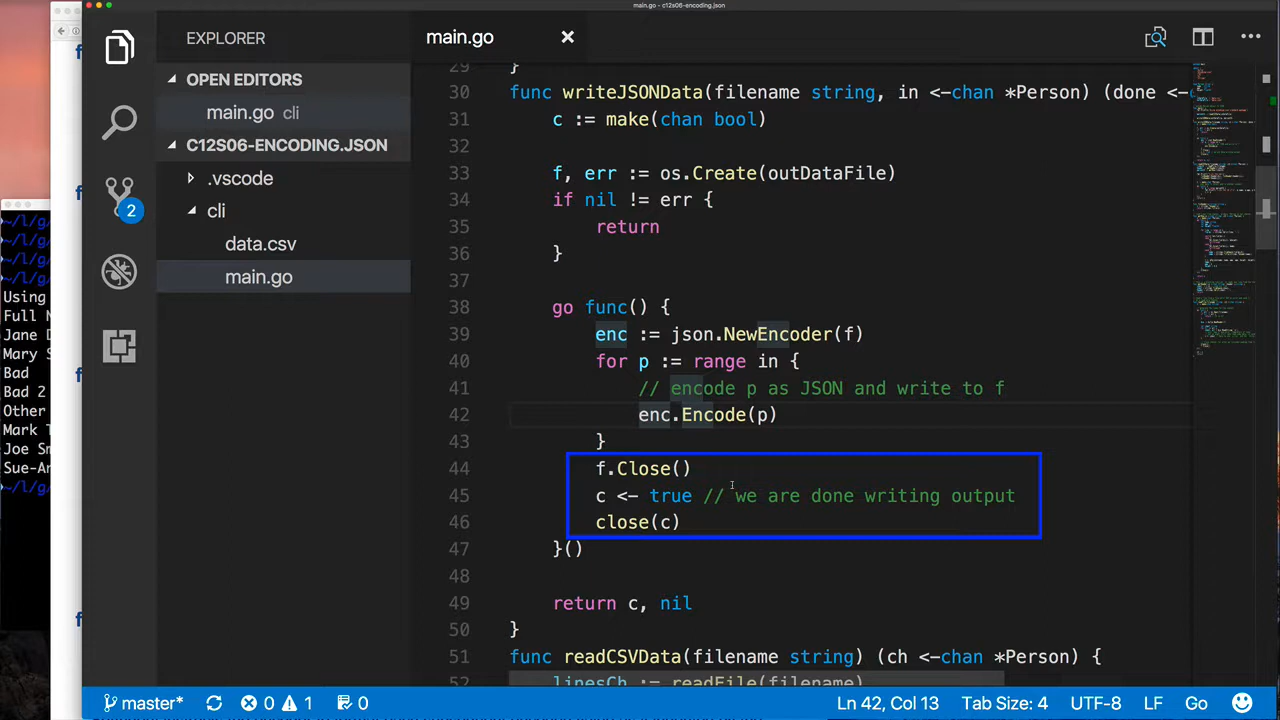 main.go - c12s06-encoding.json
EXPLORER
main.go
OPEN EDITORS
main.go cli
C12S06-ENCODING.JSON
.vscode
cli
data.csv
main.go
2
29 }
30 func writeJSONData(filename string, in <-chan *Person) (done <-c
31 c := make(chan bool)
32
33 f, err := os.Create(outDataFile)
34 if nil != err {
35 return
36 }
37
38 go func() {
39 enc := json.NewEncoder(f)
40 for p := range in {
41 // encode p as JSON and write to f
42 enc.Encode(p)
43 }
44 f.Close()
45 c <- true // we are done writing output
46 close(c)
47 }()
48
49 return c, nil
50 }
51 func readCSVData(filename string) (ch <-chan *Person) {
52 linesCh := readFile(filename)
~/l/g/
~/l/g/
~/l/g/
~/l/g/
Using
Full N
Jane D
Mary S
Bad
Bad 2
Other
Mark T
Joe Sm
Sue-An
~/l/g/
master* 0 1 0 Ln 42, Col 13 Tab Size: 4 UTF-8 LF Go